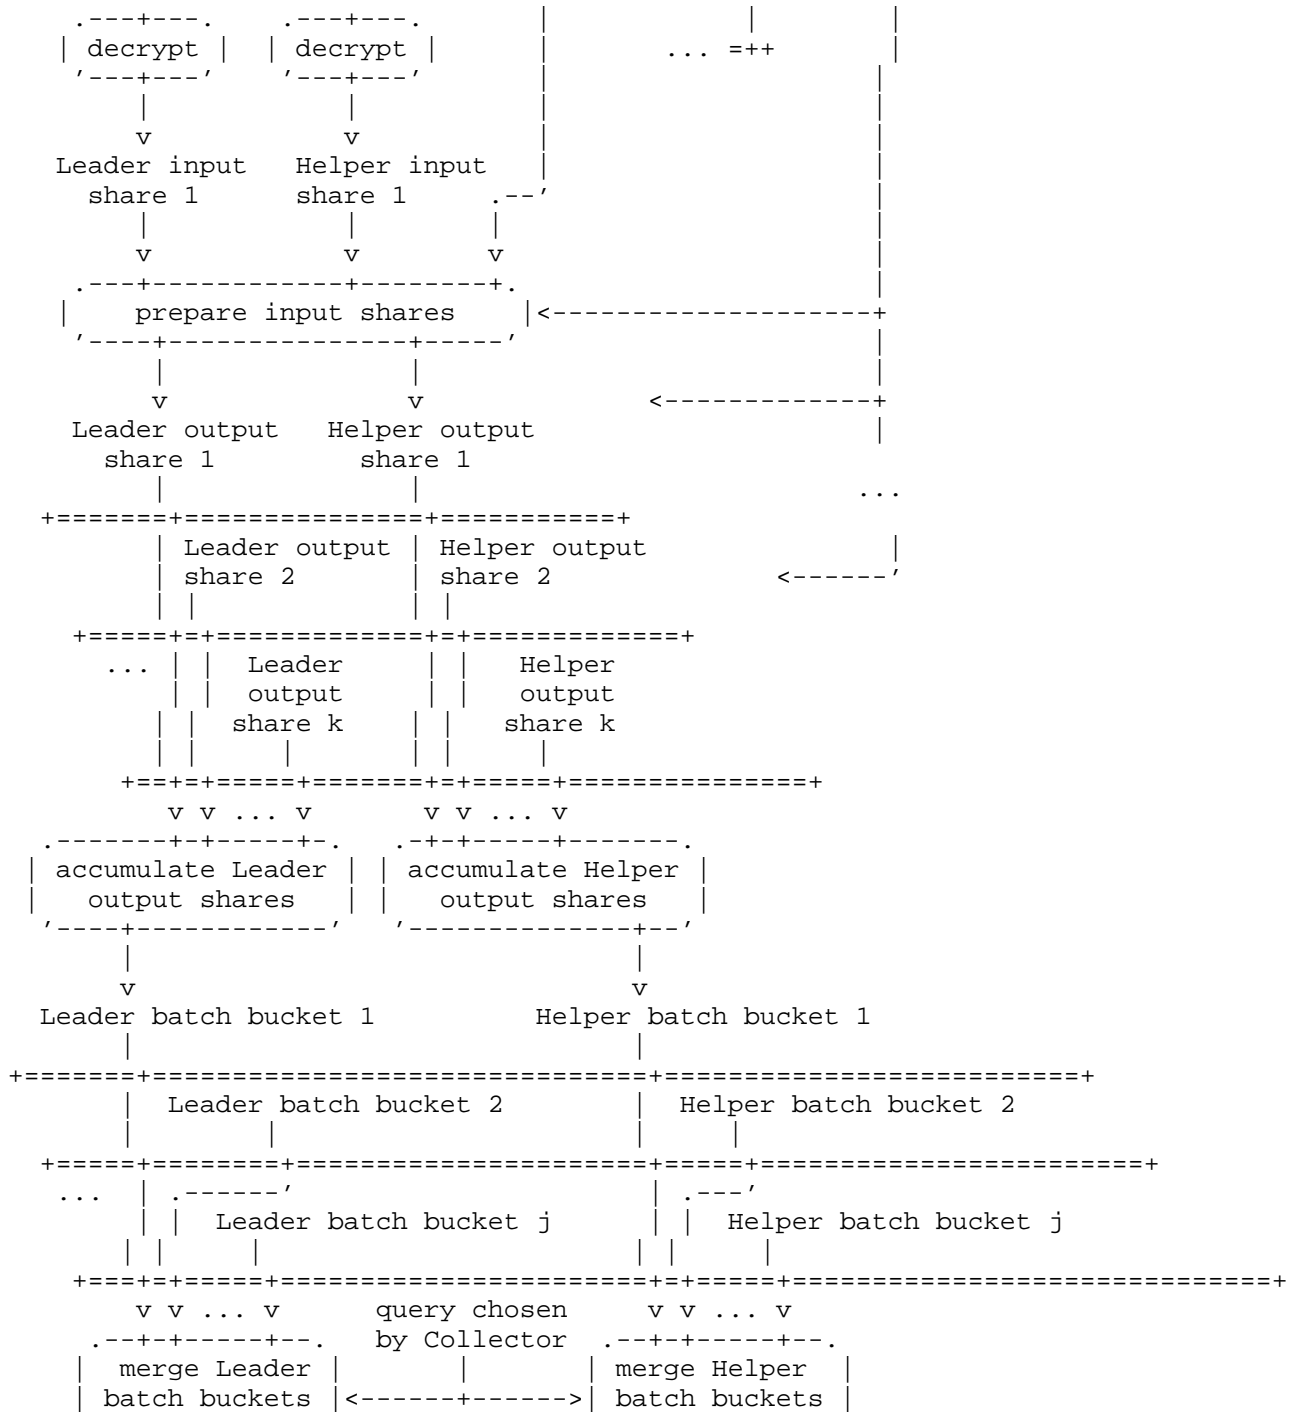 .---+---. .---+---. | | |
| decrypt | | decrypt | | ... =++ |
'---+---' '---+---' | |
| | | |
v v | |
Leader input Helper input | |
share 1 share 1 .--' |
| | | |
v v v |
.---+------------+--------+. |
| prepare input shares |<--------------------+
'----+---------------+-----' |
| | |
v v <-------------+
Leader output Helper output |
share 1 share 1
| | ...
+=======+===============+===========+
| Leader output | Helper output |
| share 2 | share 2 <------'
| | | |
+=====+=+=============+=+=============+
... | | Leader | | Helper
| | output | | output
| | share k | | share k
| | | | | |
+==+=+=====+=======+=+=====+===============+
v v ... v v v ... v
.-------+-+-----+-. .-+-+-----+-------.
| accumulate Leader | | accumulate Helper |
| output shares | | output shares |
'----+------------' '--------------+--'
| |
v v
Leader batch bucket 1 Helper batch bucket 1
| |
+=======+===============================+==========================+
| Leader batch bucket 2 | Helper batch bucket 2
| | | |
+=====+========+======================+=====+========================+
... | .------' | .---'
| | Leader batch bucket j | | Helper batch bucket j
| | | | | |
+===+=+=====+=======================+=+=====+==============================+
v v ... v query chosen v v ... v
.--+-+-----+--. by Collector .--+-+-----+--.
| merge Leader | | | merge Helper |
| batch buckets |<------+------>| batch buckets |